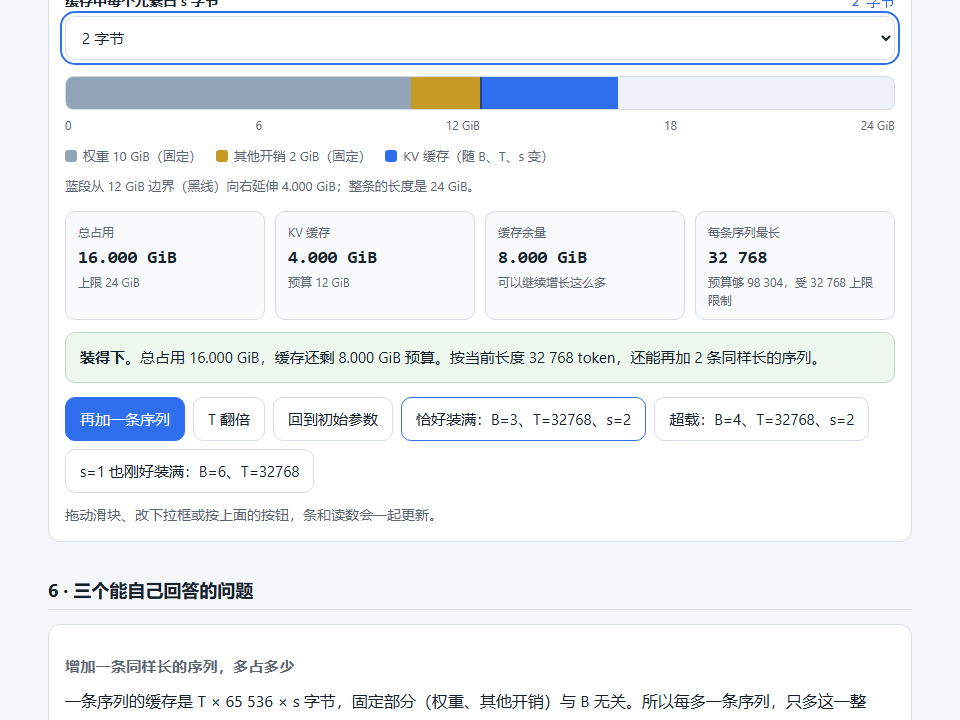 缓存中每个元素占 s 字节
2 字节
2 字节
0
6
12 GiB
18
24 GiB
权重 10 GiB（固定）
其他开销 2 GiB（固定）
KV 缓存（随 B、T、s 变）
蓝段从 12 GiB 边界（黑线）向右延伸 4.000 GiB；整条的长度是 24 GiB。
总占用
16.000 GiB
上限 24 GiB
KV 缓存
4.000 GiB
预算 12 GiB
缓存余量
8.000 GiB
可以继续增长这么多
每条序列最长
32 768
预算够 98 304，受 32 768 上限
限制
装得下。总占用 16.000 GiB，缓存还剩 8.000 GiB 预算。按当前长度 32 768 token，还能再加 2 条同样长的序列。
再加一条序列
T 翻倍
回到初始参数
恰好装满：B=3、T=32768、s=2
超载：B=4、T=32768、s=2
s=1 也刚好装满：B=6、T=32768
拖动滑块、改下拉框或按上面的按钮，条和读数会一起更新。
6 · 三个能自己回答的问题
增加一条同样长的序列，多占多少
一条序列的缓存是 T × 65 536 × s 字节，固定部分（权重、其他开销）与 B 无关。所以每多一条序列，只多这一整